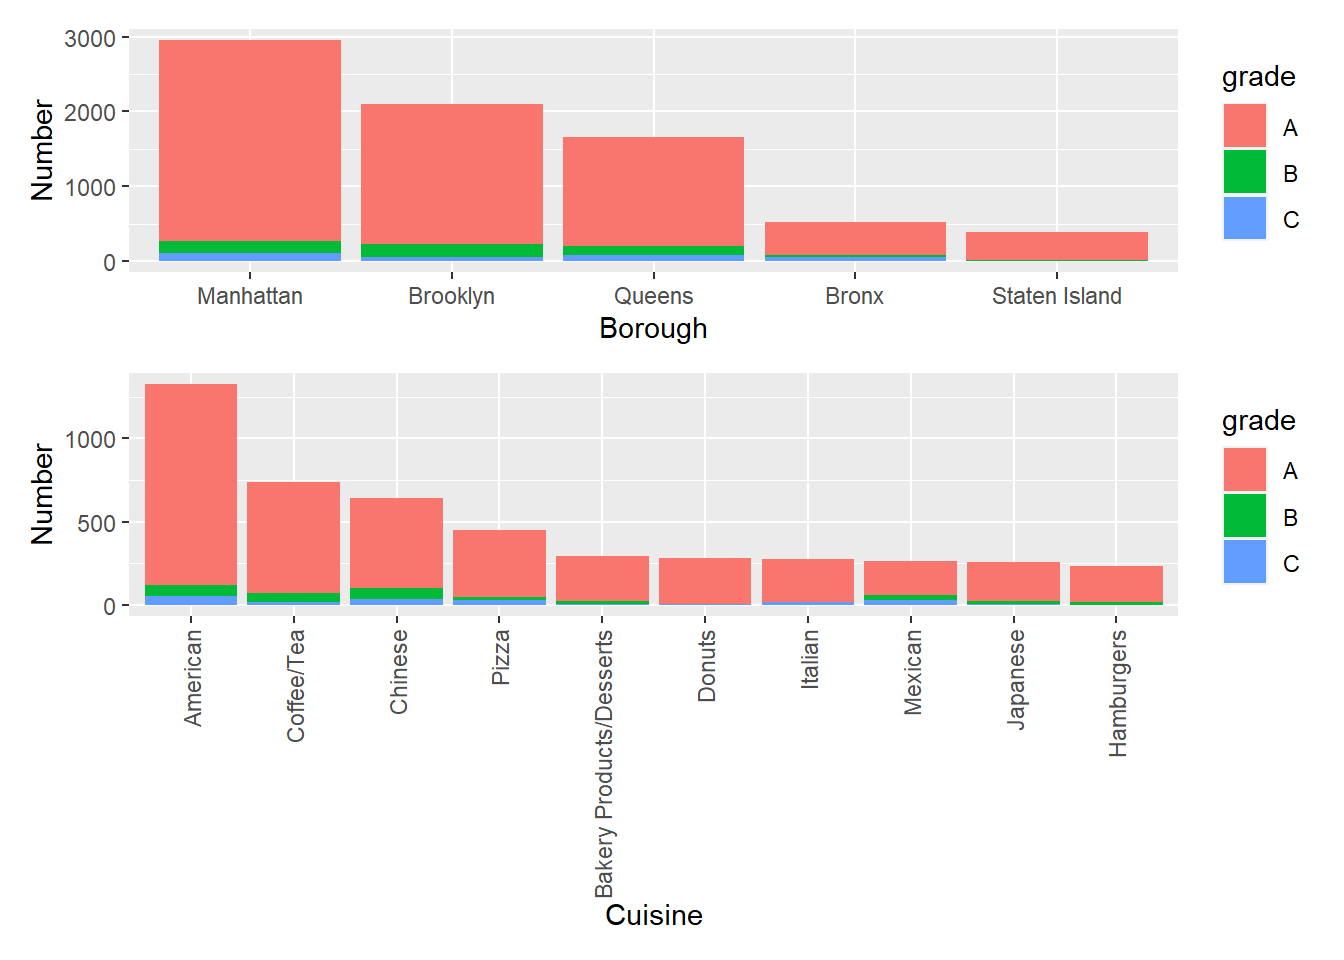 3000
2000
1000
0
Number
Manhattan
Brooklyn
Queens
Bronx
Staten Island
Borough
grade
A
B
C
1000
500
0
Number
American
Coffee/Tea
Chinese
Pizza
Bakery Products/Desserts
Donuts
Italian
Mexican
Japanese
Hamburgers
Cuisine
grade
A
B
C